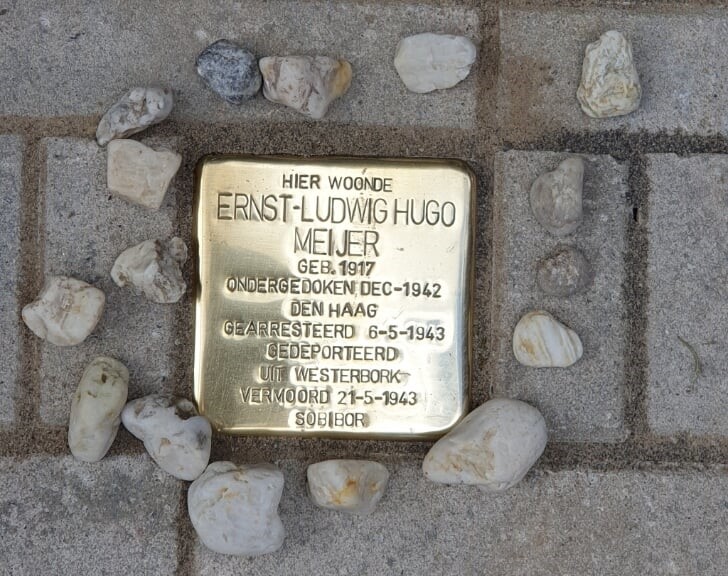 HIER WOONDE
ERNST-LUDWIG HUGO
MEIJER
GEB. 1917
ONDERGEDOKEN DEC-1942
DEN HAAG
GEARRESTEERD 6-5-1943
GEDEPORTEERD
UIT WESTERBORK
VERMOORD 21-5-1943
SOBIBOR